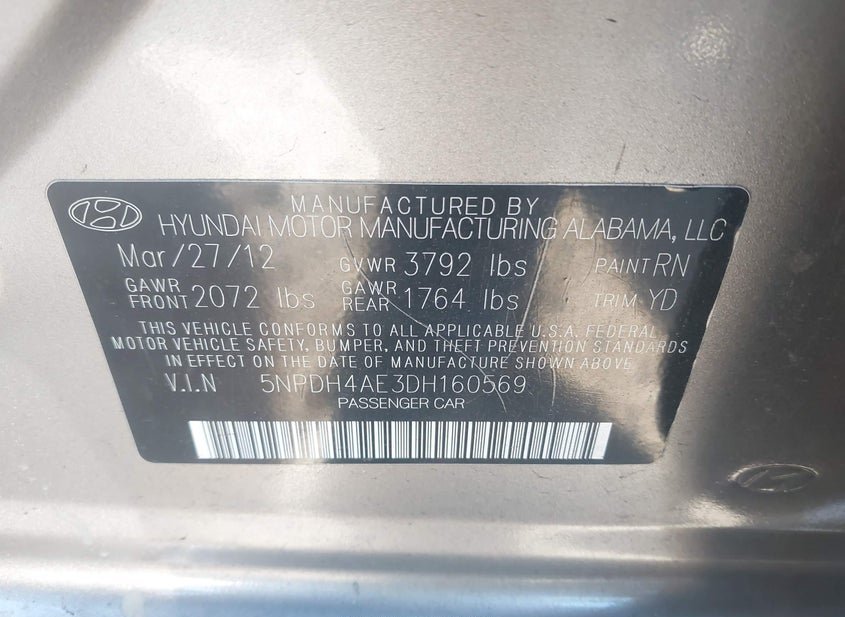 MANUFACTURED BY
HYUNDAI MOTOR MANUFACTURING ALABAMA, LLC
Mar/27/12 GVWR 3792 lbs PAINT RN
GAWR FRONT 2072 lbs GAWR REAR 1764 lbs TRIM YD
THIS VEHICLE CONFORMS TO ALL APPLICABLE U.S.A. FEDERAL
MOTOR VEHICLE SAFETY, BUMPER, AND THEFT PREVENTION STANDARDS
IN EFFECT ON THE DATE OF MANUFACTURE SHOWN ABOVE
V.I.N 5NPDH4AE3DH160569
PASSENGER CAR